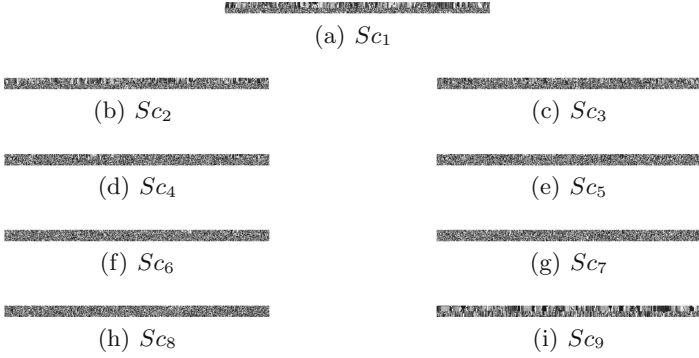 (a) Sc₁
(b) Sc₂
(c) Sc₃
(d) Sc₄
(e) Sc₅
(f) Sc₆
(g) Sc₇
(h) Sc₈
(i) Sc₉